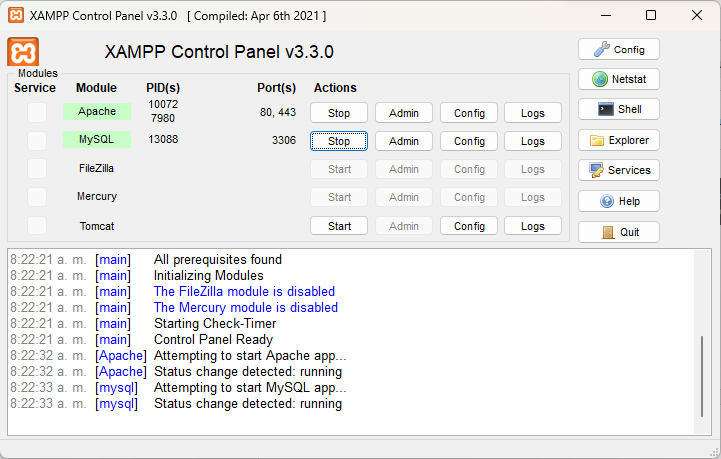 XAMPP Control Panel v3.3.0 [ Compiled: Apr 6th 2021 ]
XAMPP Control Panel v3.3.0
Config
Modules
Service Module PID(s) Port(s) Actions
Netstat
Apache 10072 7980 80, 443 Stop Admin Config Logs
Shell
MySQL 13088 3306 Stop Admin Config Logs
Explorer
FileZilla Start Admin Config Logs
Services
Mercury Start Admin Config Logs
Help
Tomcat Start Admin Config Logs
Quit
8:22:21 a. m. [main] All prerequisites found
8:22:21 a. m. [main] Initializing Modules
8:22:21 a. m. [main] The FileZilla module is disabled
8:22:21 a. m. [main] The Mercury module is disabled
8:22:21 a. m. [main] Starting Check-Timer
8:22:21 a. m. [main] Control Panel Ready
8:22:32 a. m. [Apache] Attempting to start Apache app...
8:22:32 a. m. [Apache] Status change detected: running
8:22:33 a. m. [mysql] Attempting to start MySQL app...
8:22:33 a. m. [mysql] Status change detected: running